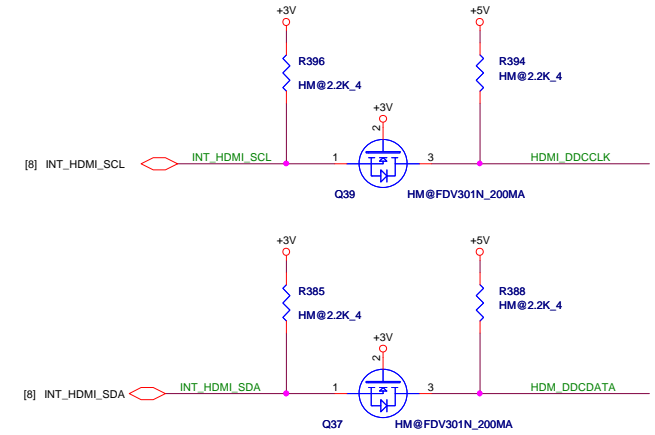 +3V
+5V
R396
R394
HM@2.2K_4
HM@2.2K_4
+3V
2
[8] INT_HDMI_SCL
INT_HDMI_SCL
1
3
HDMI_DDCCLK
Q39
HM@FDV301N_200MA
+3V
+5V
R385
R388
HM@2.2K_4
HM@2.2K_4
+3V
2
[8] INT_HDMI_SDA
INT_HDMI_SDA
1
3
HDM_DDCDATA
Q37
HM@FDV301N_200MA